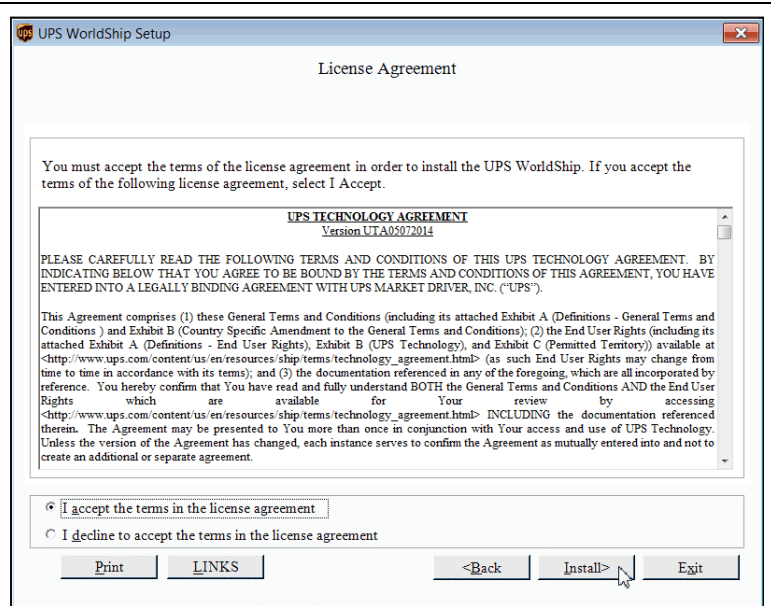 ups UPS WorldShip Setup
License Agreement
You must accept the terms of the license agreement in order to install the UPS WorldShip. If you accept the
terms of the following license agreement, select I Accept.
UPS TECHNOLOGY AGREEMENT
Version UTA05072014
PLEASE CAREFULLY READ THE FOLLOWING TERMS AND CONDITIONS OF THIS UPS TECHNOLOGY AGREEMENT. BY
INDICATING BELOW THAT YOU AGREE TO BE BOUND BY THE TERMS AND CONDITIONS OF THIS AGREEMENT, YOU HAVE
ENTERED INTO A LEGALLY BINDING AGREEMENT WITH UPS MARKET DRIVER, INC. (“UPS”).
This Agreement comprises (1) these General Terms and Conditions (including its attached Exhibit A (Definitions - General Terms and
Conditions ) and Exhibit B (Country Specific Amendment to the General Terms and Conditions); (2) the End User Rights (including its
attached Exhibit A (Definitions - End User Rights), Exhibit B (UPS Technology), and Exhibit C (Permitted Territory)) available at
<http://www.ups.com/content/us/en/resources/ship/terms/technology_agreement.html> (as such End User Rights may change from
time to time in accordance with its terms); and (3) the documentation referenced in any of the foregoing, which are all incorporated by
reference. You hereby confirm that You have read and fully understand BOTH the General Terms and Conditions AND the End User
Rights which are available for Your review by accessing
<http://www.ups.com/content/us/en/resources/ship/terms/technology_agreement.html> INCLUDING the documentation referenced
therein. The Agreement may be presented to You more than once in conjunction with Your access and use of UPS Technology.
Unless the version of the Agreement has changed, each instance serves to confirm the Agreement as mutually entered into and not to
create an additional or separate agreement.
I accept the terms in the license agreement
I decline to accept the terms in the license agreement
Print LINKS <Back Install> Exit